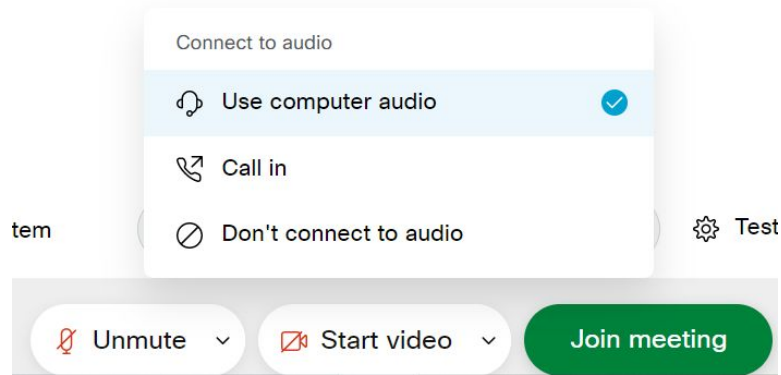 Connect to audio
Use computer audio
Call in
Don't connect to audio
tem
Test
Unmute
Start video
Join meeting